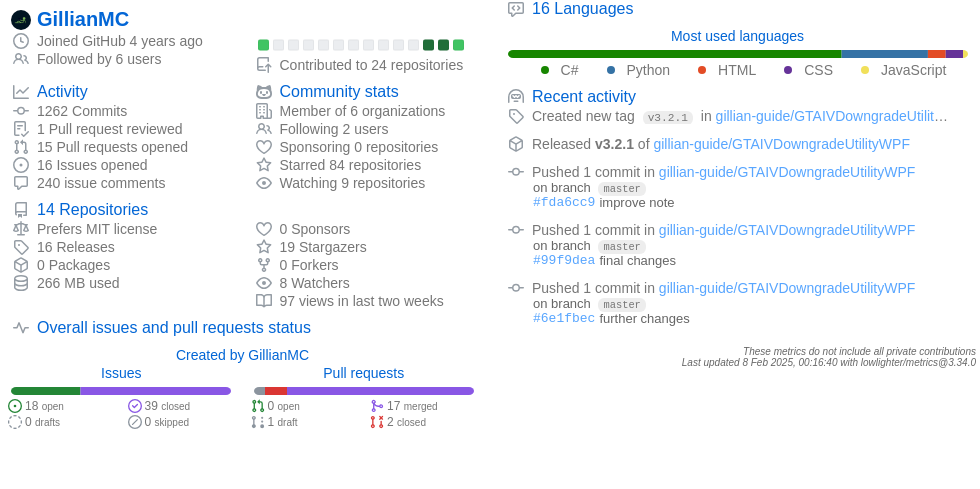 GillianMC
Joined GitHub 4 years ago
Followed by 6 users
Contributed to 24 repositories
Activity
1262 Commits
1 Pull request reviewed
15 Pull requests opened
16 Issues opened
240 issue comments
Community stats
Member of 6 organizations
Following 2 users
Sponsoring 0 repositories
Starred 84 repositories
Watching 9 repositories
14 Repositories
Prefers MIT license
16 Releases
0 Packages
266 MB used
0 Sponsors
19 Stargazers
0 Forkers
8 Watchers
97 views in last two weeks
Overall issues and pull requests status
Created by GillianMC
Issues
18 open
39 closed
0 drafts
0 skipped
Pull requests
0 open
17 merged
1 draft
2 closed
16 Languages
Most used languages
C# Python HTML CSS JavaScript
Recent activity
Created new tag v3.2.1 in gillian-guide/GTAIVDowngradeUtilit…
Released v3.2.1 of gillian-guide/GTAIVDowngradeUtilityWPF
Pushed 1 commit in gillian-guide/GTAIVDowngradeUtilityWPF
on branch master
#fda6cc9 improve note
Pushed 1 commit in gillian-guide/GTAIVDowngradeUtilityWPF
on branch master
#99f9dea final changes
Pushed 1 commit in gillian-guide/GTAIVDowngradeUtilityWPF
on branch master
#6e1fbec further changes
These metrics do not include all private contributions
Last updated 8 Feb 2025, 00:16:40 with lowlighter/metrics@3.34.0